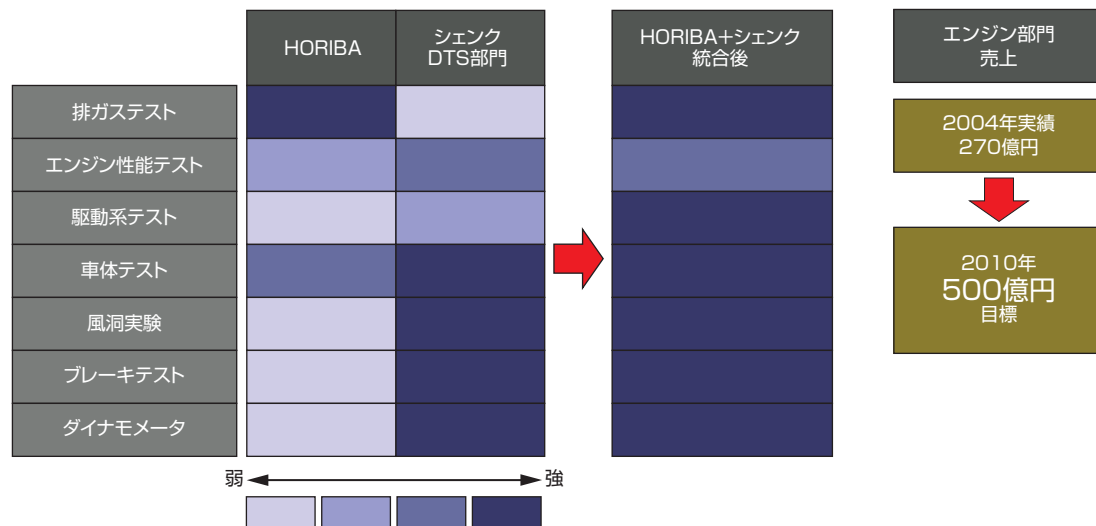 HORIBA
シェンク
DTS部門
HORIBA+シェンク
統合後
エンジン部門
売上
排ガステスト
エンジン性能テスト
駆動系テスト
車体テスト
風洞実験
ブレーキテスト
ダイナモメータ
2004年実績
270億円
2010年
500億円
目標
弱
強